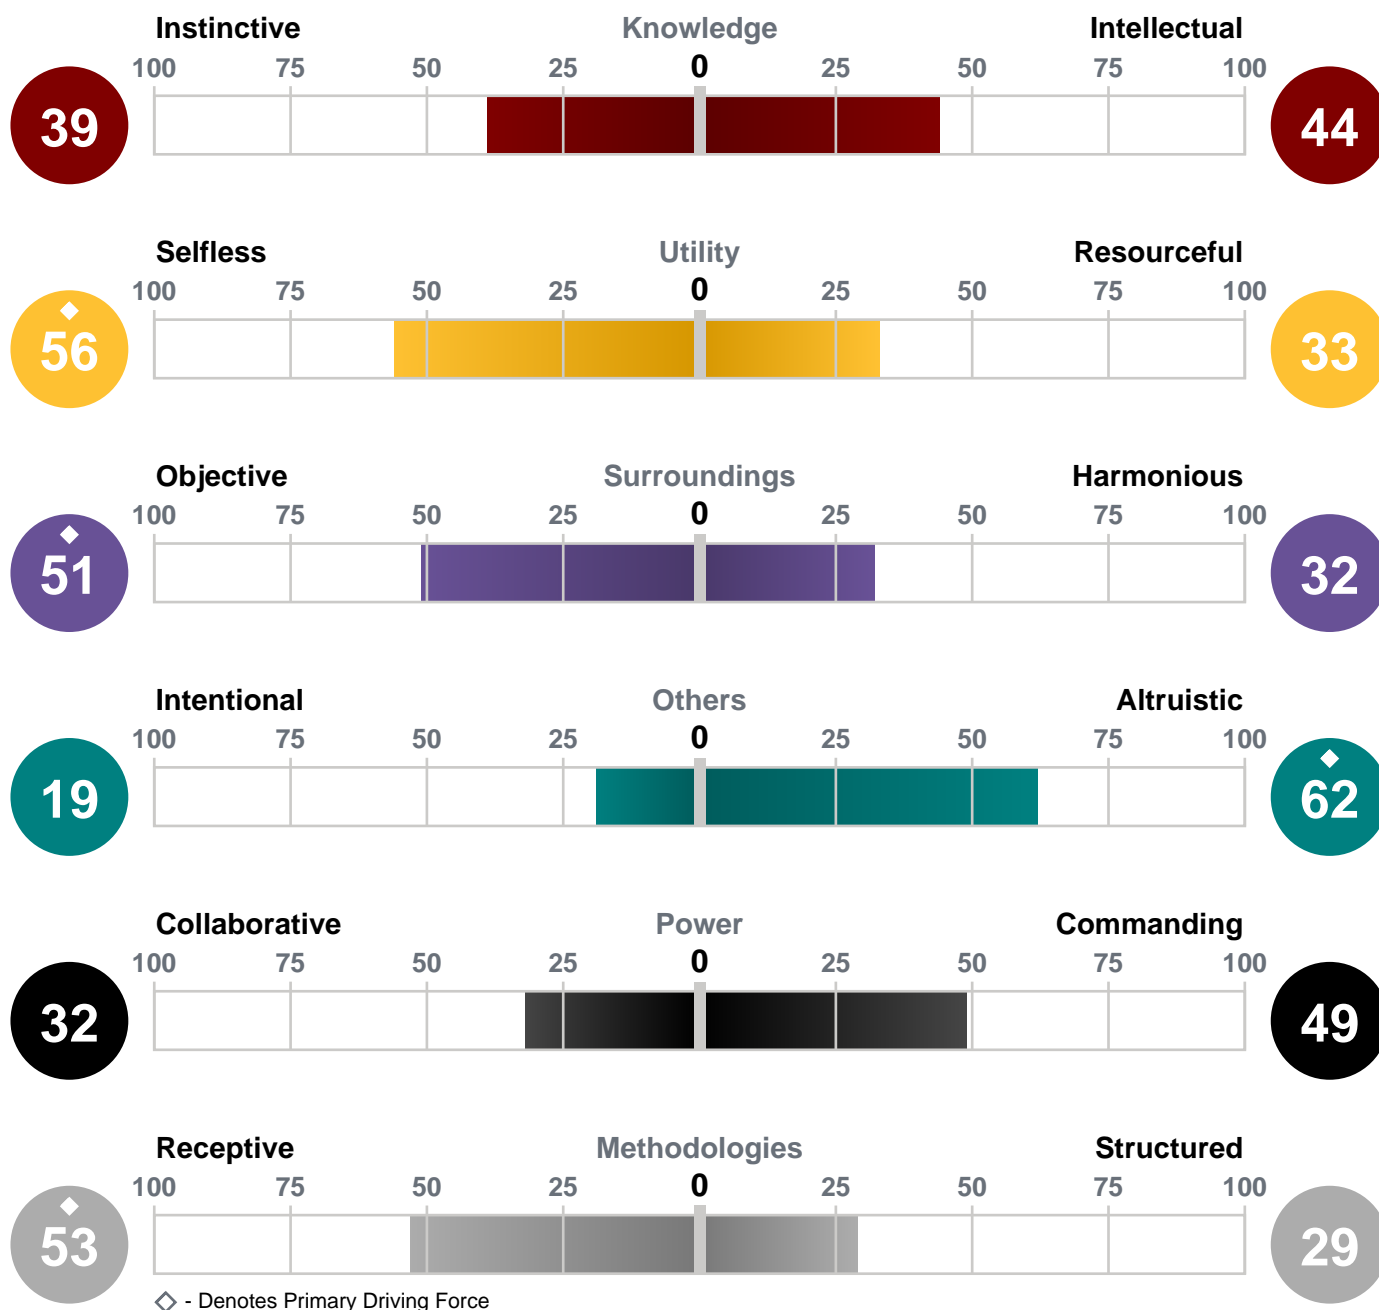 Instinctive Knowledge Intellectual
100 75 50 25 0 25 50 75 100
39 44
Selfless Utility Resourceful
100 75 50 25 0 25 50 75 100
56 33
Objective Surroundings Harmonious
100 75 50 25 0 25 50 75 100
51 32
Intentional Others Altruistic
100 75 50 25 0 25 50 75 100
19 62
Collaborative Power Commanding
100 75 50 25 0 25 50 75 100
32 49
Receptive Methodologies Structured
100 75 50 25 0 25 50 75 100
53 29
- Denotes Primary Driving Force